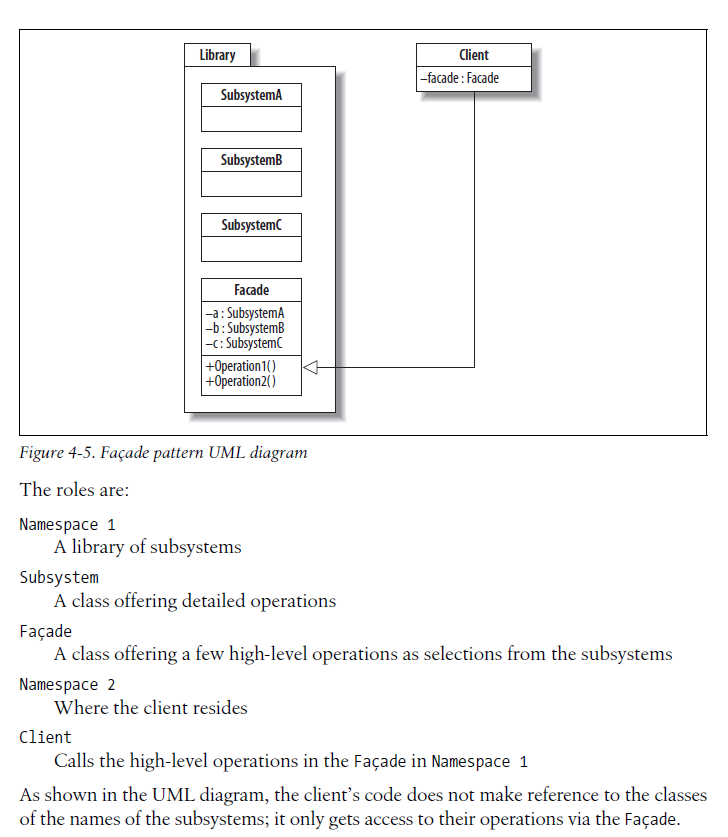 Library
Client
–facade : Facade
SubsystemA
SubsystemB
SubsystemC
Facade
–a : SubsystemA
–b : SubsystemB
–c : SubsystemC
+Operation1()
+Operation2()
Figure 4-5. Façade pattern UML diagram
The roles are:
Namespace 1
A library of subsystems
Subsystem
A class offering detailed operations
Façade
A class offering a few high-level operations as selections from the subsystems
Namespace 2
Where the client resides
Client
Calls the high-level operations in the Façade in Namespace 1
As shown in the UML diagram, the client’s code does not make reference to the classes
of the names of the subsystems; it only gets access to their operations via the Façade.